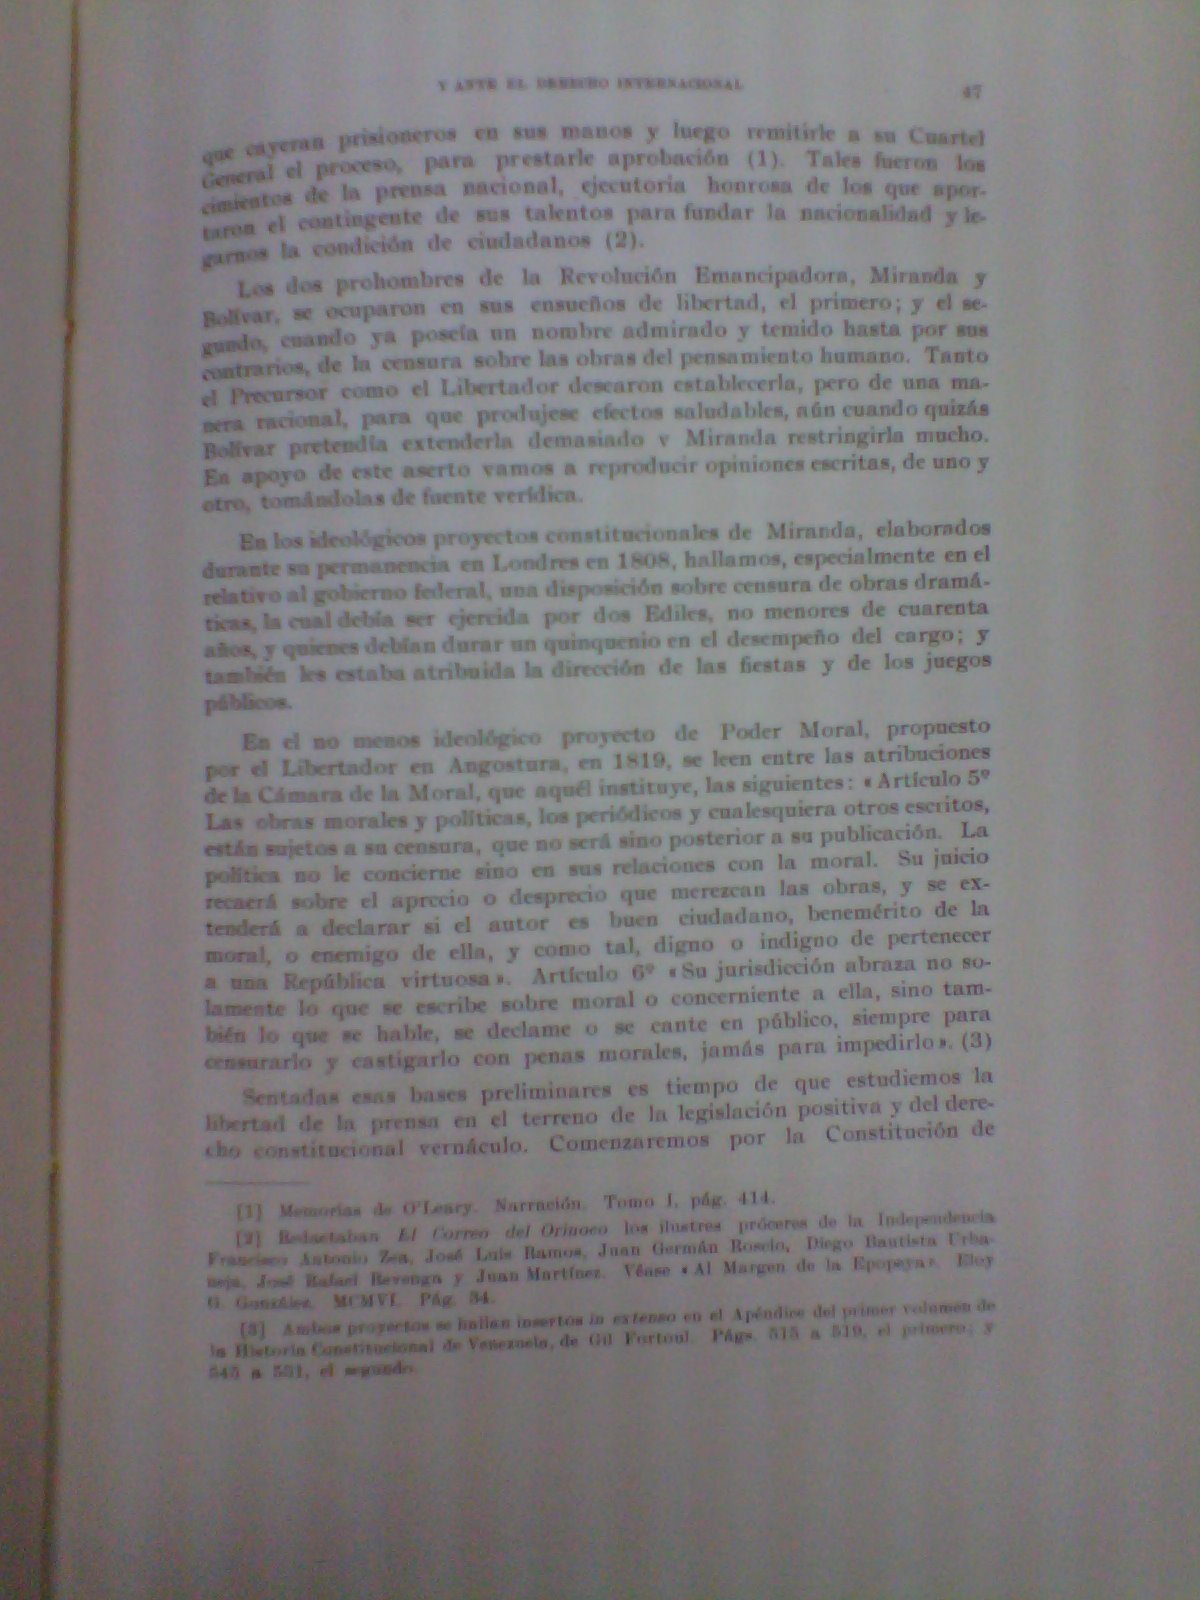 Y ANTE EL DERECHO INTERNACIONAL
47
que cayeran prisioneros en sus manos y luego remitirle a su Cuartel
General el proceso, para prestarle aprobación (1). Tales fueron los
cimientos de la prensa nacional, ejecutoria honrosa de los que apor-
taron el contingente de sus talentos para fundar la nacionalidad y le-
garnos la condición de ciudadanos (2).
Los dos prohombres de la Revolución Emancipadora, Miranda y
Bolívar, se ocuparon en sus ensueños de libertad, el primero; y el se-
gundo, cuando ya poseía un nombre admirado y temido hasta por sus
contrarios, de la censura sobre las obras del pensamiento humano. Tanto
el Precursor como el Libertador desearon establecerla, pero de una ma-
nera racional, para que produjese efectos saludables, aún cuando quizás
Bolívar pretendía extenderla demasiado y Miranda restringirla mucho.
En apoyo de este aserto vamos a reproducir opiniones escritas, de uno y
otro, tomándolas de fuente verídica.
En los ideológicos proyectos constitucionales de Miranda, elaborados
durante su permanencia en Londres en 1808, hallamos, especialmente en el
relativo al gobierno federal, una disposición sobre censura de obras dramá-
ticas, la cual debía ser ejercida por dos Ediles, no menores de cuarenta
años, y quienes debían durar un quinquenio en el desempeño del cargo; y
también les estaba atribuida la dirección de las fiestas y de los juegos
públicos.
En el no menos ideológico proyecto de Poder Moral, propuesto
por el Libertador en Angostura, en 1819, se leen entre las atribuciones
de la Cámara de la Moral, que aquél instituye, las siguientes: «Artículo 5º
Las obras morales y políticas, los periódicos y cualesquiera otros escritos,
están sujetos a su censura, que no será sino posterior a su publicación. La
política no le concierne sino en sus relaciones con la moral. Su juicio
recaerá sobre el aprecio o desprecio que merezcan las obras, y se ex-
tenderá a declarar si el autor es buen ciudadano, benemérito de la
moral, o enemigo de ella, y como tal, digno o indigno de pertenecer
a una República virtuosa». Artículo 6º «Su jurisdicción abraza no so-
lamente lo que se escribe sobre moral o concerniente a ella, sino tam-
bién lo que se hable, se declame o se cante en público, siempre para
censurarlo y castigarlo con penas morales, jamás para impedirlo». (3)
Sentadas esas bases preliminares es tiempo de que estudiemos la
libertad de la prensa en el terreno de la legislación positiva y del dere-
cho constitucional vernáculo. Comenzaremos por la Constitución de
[1] Memorias de O'Leary. Narración. Tomo I, pág. 414.
[2] Redactaban El Correo del Orinoco los ilustres próceres de la Independencia
Francisco Antonio Zea, José Luis Ramos, Juan Germán Roscio, Diego Bautista Urba-
neja, José Rafael Revenga y Juan Martínez. Véase «Al Margen de la Epopeya». Eloy
G. González. MCMVI. Pág. 34.
[3] Ambos proyectos se hallan insertos in extenso en el Apéndice del primer volumen de
la Historia Constitucional de Venezuela, de Gil Fortoul. Págs. 515 a 519, el primero; y
545 a 551, el segundo.